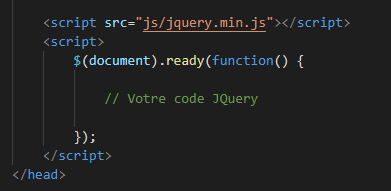 <script src="js/jquery.min.js"></script>
<script>
$(document).ready(function() {
// Votre code JQuery
});
</script>
</head>